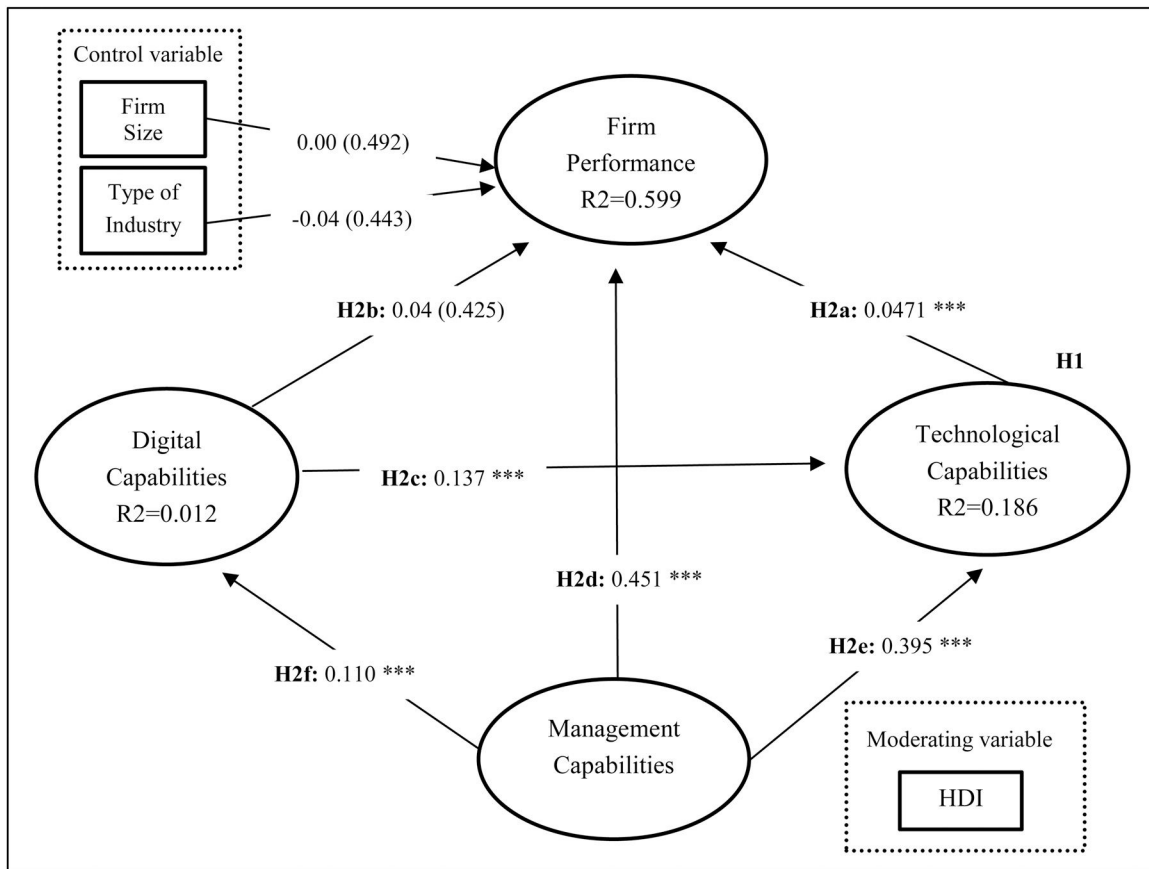 Control variable
Firm
Size
Type of
Industry
0.00 (0.492)
-0.04 (0.443)
Firm
Performance
R2=0.599
H2b: 0.04 (0.425)
H2a: 0.0471 ***
H1
Digital
Capabilities
R2=0.012
H2c: 0.137 ***
Technological
Capabilities
R2=0.186
H2d: 0.451 ***
H2f: 0.110 ***
H2e: 0.395 ***
Management
Capabilities
Moderating variable
HDI